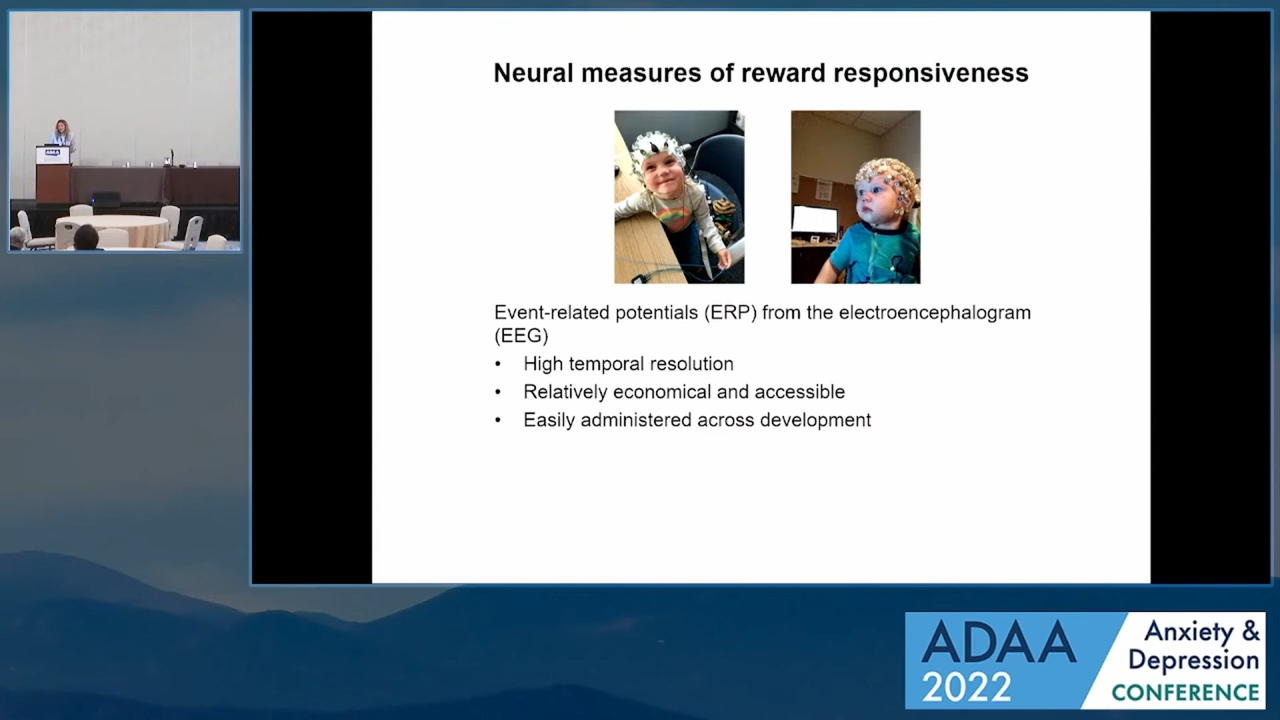 Neural measures of reward responsiveness
Event-related potentials (ERP) from the electroencephalogram
(EEG)
• High temporal resolution
• Relatively economical and accessible
• Easily administered across development
ADAA
2022
Anxiety &
Depression
CONFERENCE